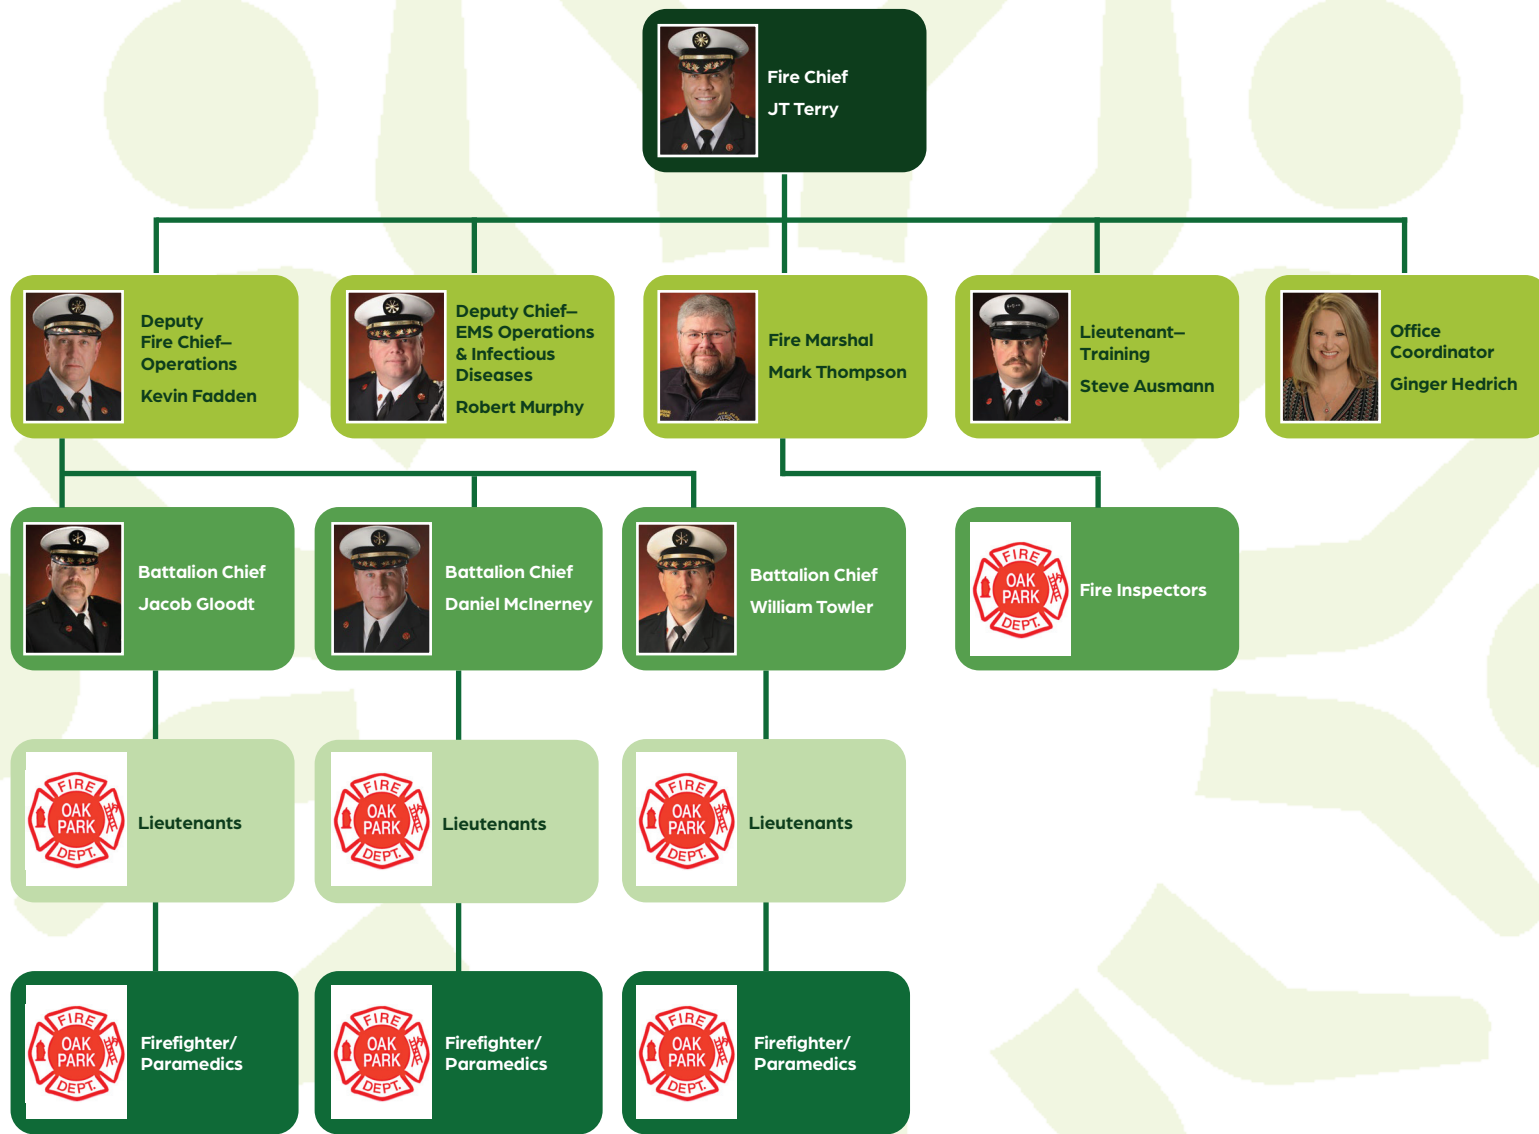 Fire Chief
JT Terry
Deputy
Fire Chief–
Operations
Kevin Fadden
Deputy Chief–
EMS Operations
& Infectious
Diseases
Robert Murphy
Fire Marshal
Mark Thompson
Lieutenant–
Training
Steve Ausmann
Office
Coordinator
Ginger Hedrich
Battalion Chief
Jacob Gloodt
Battalion Chief
Daniel McInerney
Battalion Chief
William Towler
FIRE
OAK
PARK
DEPT.
Fire Inspectors
FIRE
OAK
PARK
DEPT.
Lieutenants
FIRE
OAK
PARK
DEPT.
Lieutenants
FIRE
OAK
PARK
DEPT.
Lieutenants
FIRE
OAK
PARK
DEPT.
Firefighter/
Paramedics
FIRE
OAK
PARK
DEPT.
Firefighter/
Paramedics
FIRE
OAK
PARK
DEPT.
Firefighter/
Paramedics